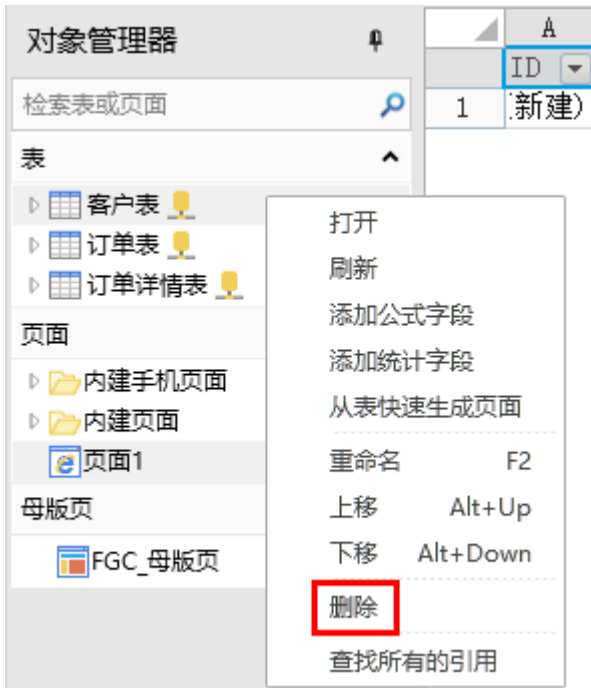 对象管理器
A
ID
检索表或页面
1 新建)
表
客户表
订单表
订单详情表
页面
内建手机页面
内建页面
页面1
母版页
FGC_母版页
打开
刷新
添加公式字段
添加统计字段
从表快速生成页面
重命名 F2
上移 Alt+Up
下移 Alt+Down
删除
查找所有的引用